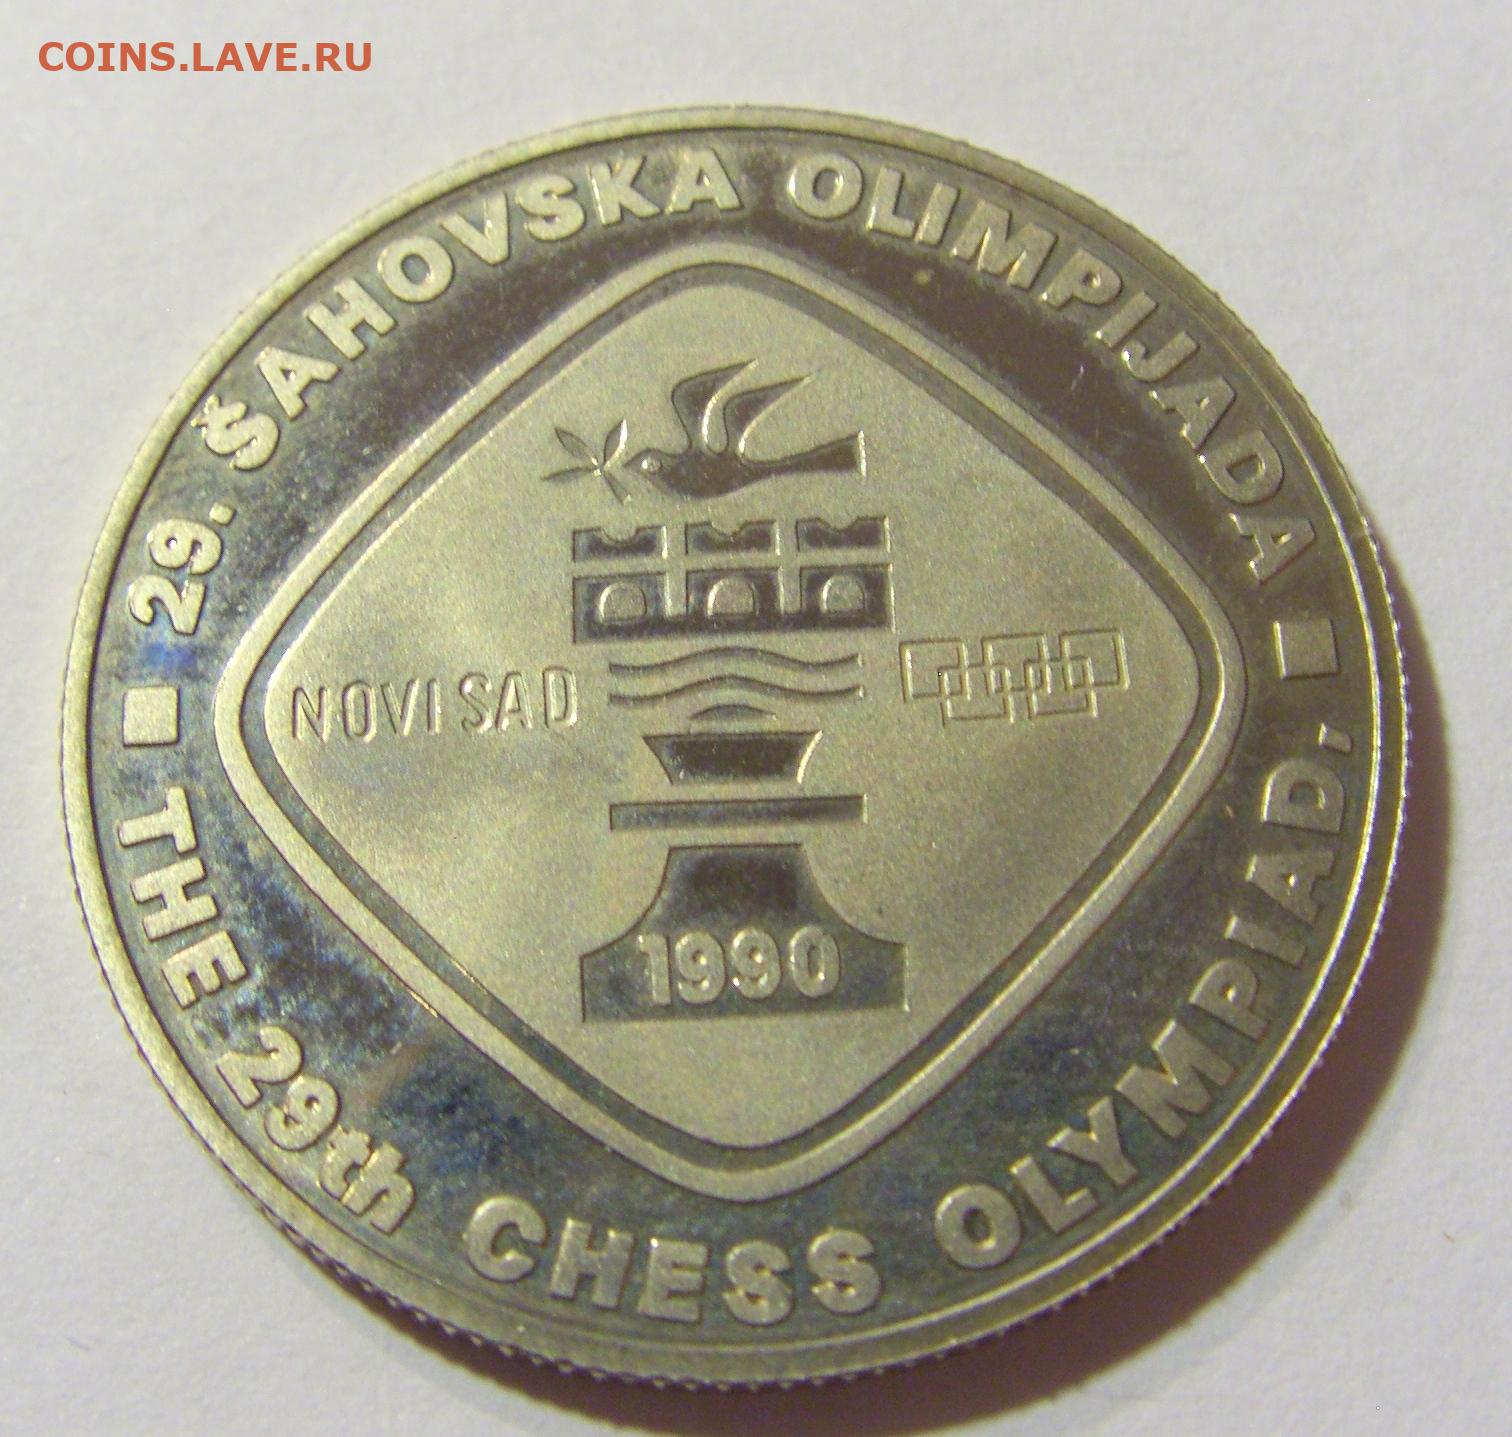 COINS.LAVE.RU
29. ŠAHOVSKA OLIMPIJADA
NOVI SAD
1990
THE 29th CHESS OLYMPIAD,